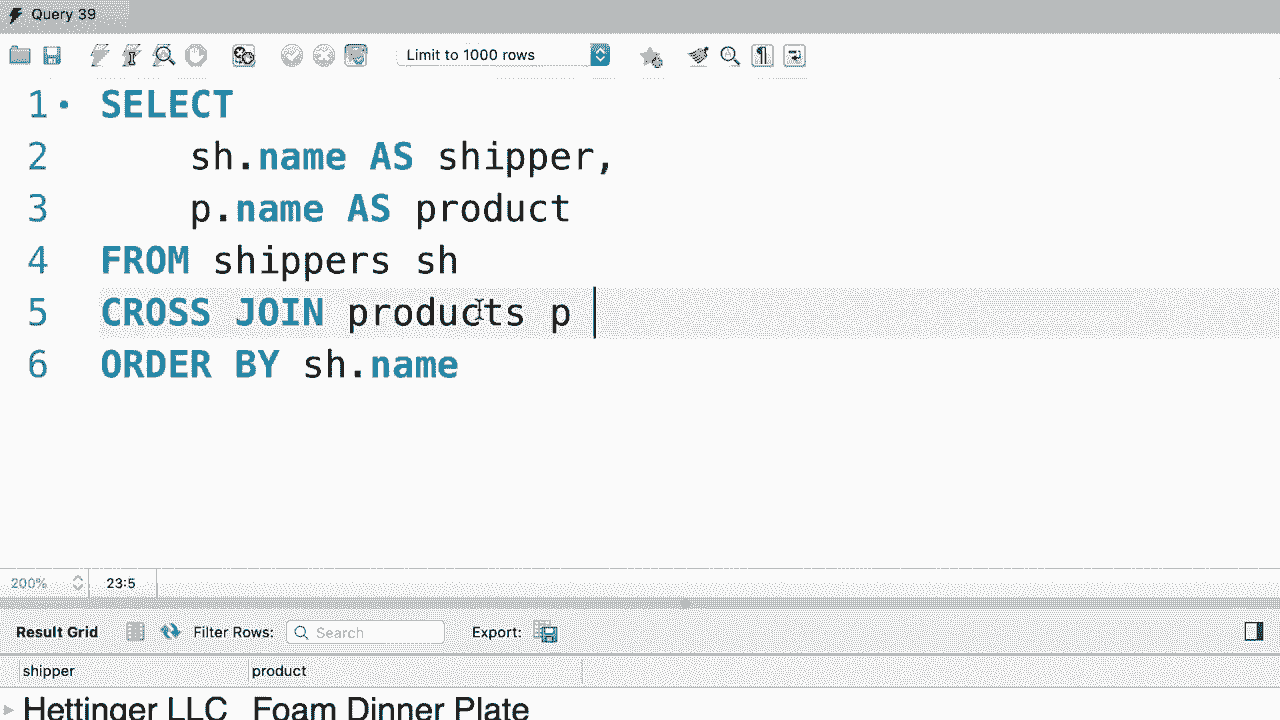 Query 39
Limit to 1000 rows
1 SELECT
2 sh.name AS shipper,
3 p.name AS product
4 FROM shippers sh
5 CROSS JOIN products p
6 ORDER BY sh.name
200% 23:5
Result Grid Filter Rows: Search Export:
shipper product
Hettinger LLC Foam Dinner Plate